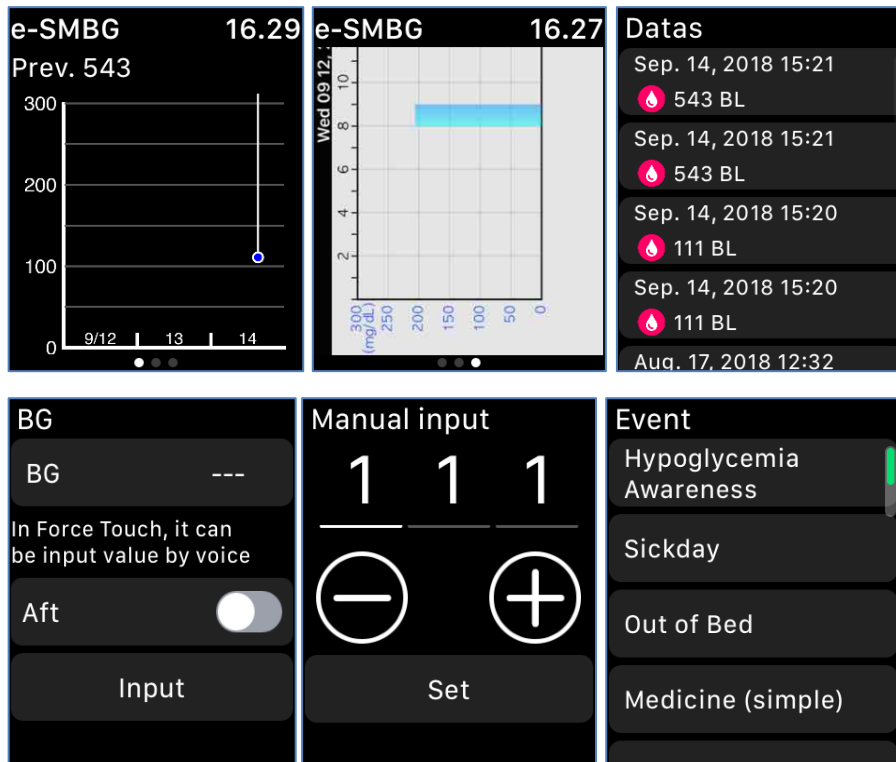 e-SMBG 16.29
Prev. 543
300
200
100
0
9/12 13 14
e-SMBG 16.27
Wed 09 12,
10
8
6
4
2
300 250 200 150 100 50 0
(mg/dL)
Datas
Sep. 14, 2018 15:21
543 BL
Sep. 14, 2018 15:21
543 BL
Sep. 14, 2018 15:20
111 BL
Sep. 14, 2018 15:20
111 BL
Aug. 17, 2018 12:32
BG
BG ---
In Force Touch, it can
be input value by voice
Aft
Input
Manual input
1 1 1
Set
Event
Hypoglycemia
Awareness
Sickday
Out of Bed
Medicine (simple)